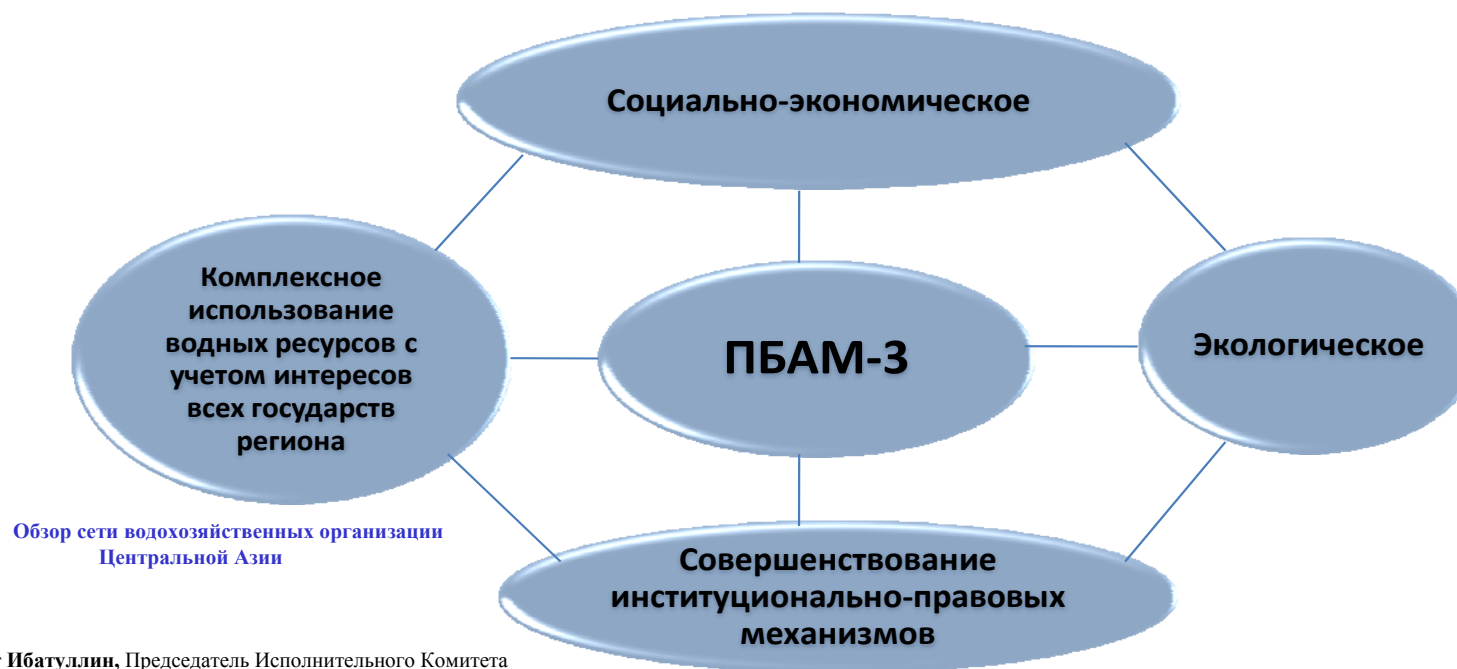 Социально-экономическое
Комплексное
использование
водных ресурсов с
учетом интересов
всех государств
региона
ПБАМ-3
Экологическое
Обзор сети водохозяйственных организации
Центральной Азии
Совершенствование
институционально-правовых
механизмов
Ибатуллин, Председатель Исполнительного Комитета